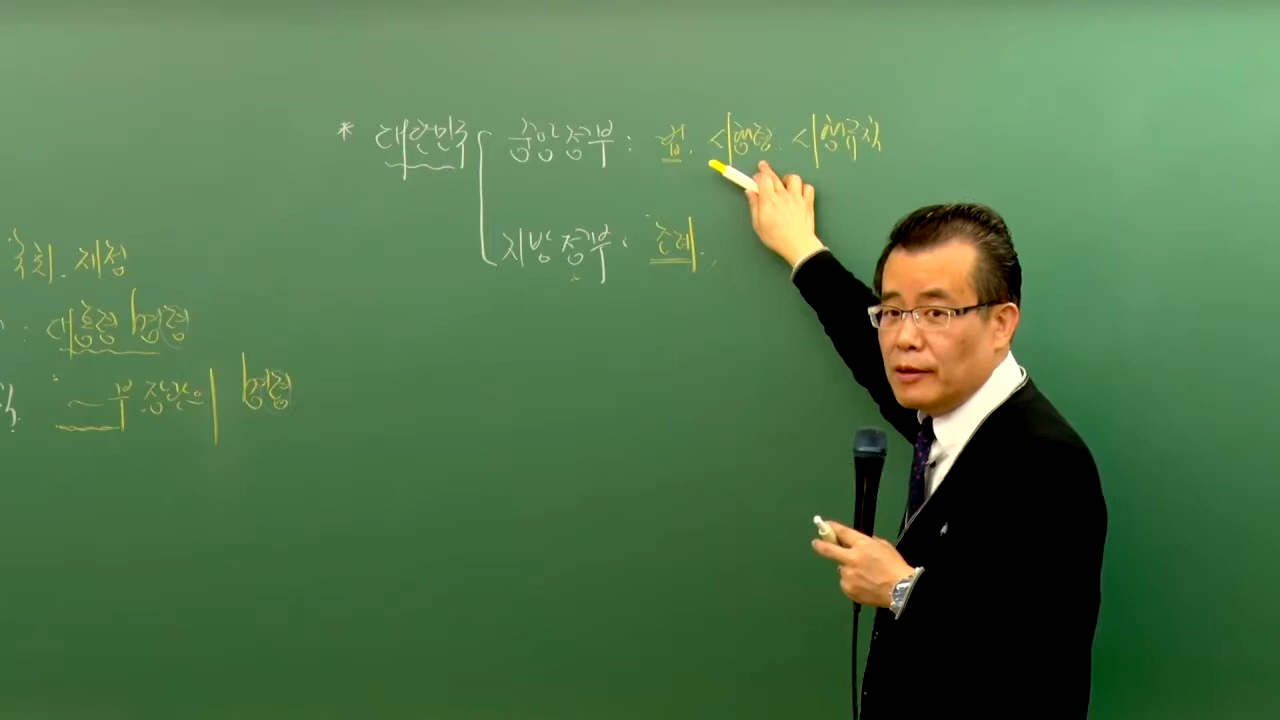 * 대한민국 중앙정부 : 법. 시행령. 시행규칙
지방정부 : 조례.
국회. 제정
: 대통령 명령
~부 장관의 명령